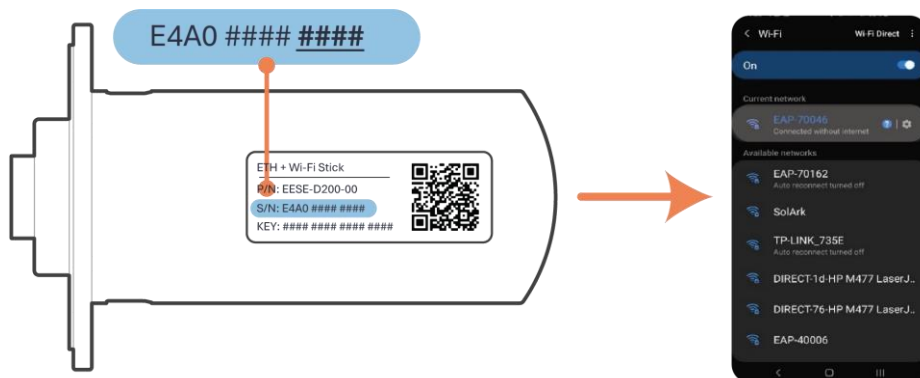 E4A0 #### ####
ETH + Wi-Fi Stick
P/N: EESE-D200-00
S/N: E4A0 #### ####
KEY: #### #### #### ####
Wi-Fi
Wi-Fi Direct
On
Current network
EAP-70046
Connected without internet
Available networks
EAP-70162
Auto reconnect turned off
SolArk
TP-LINK_735E
Auto reconnect turned off
DIRECT-1d-HP M477 LaserJ..
DIRECT-76-HP M477 LaserJ..
EAP-40006